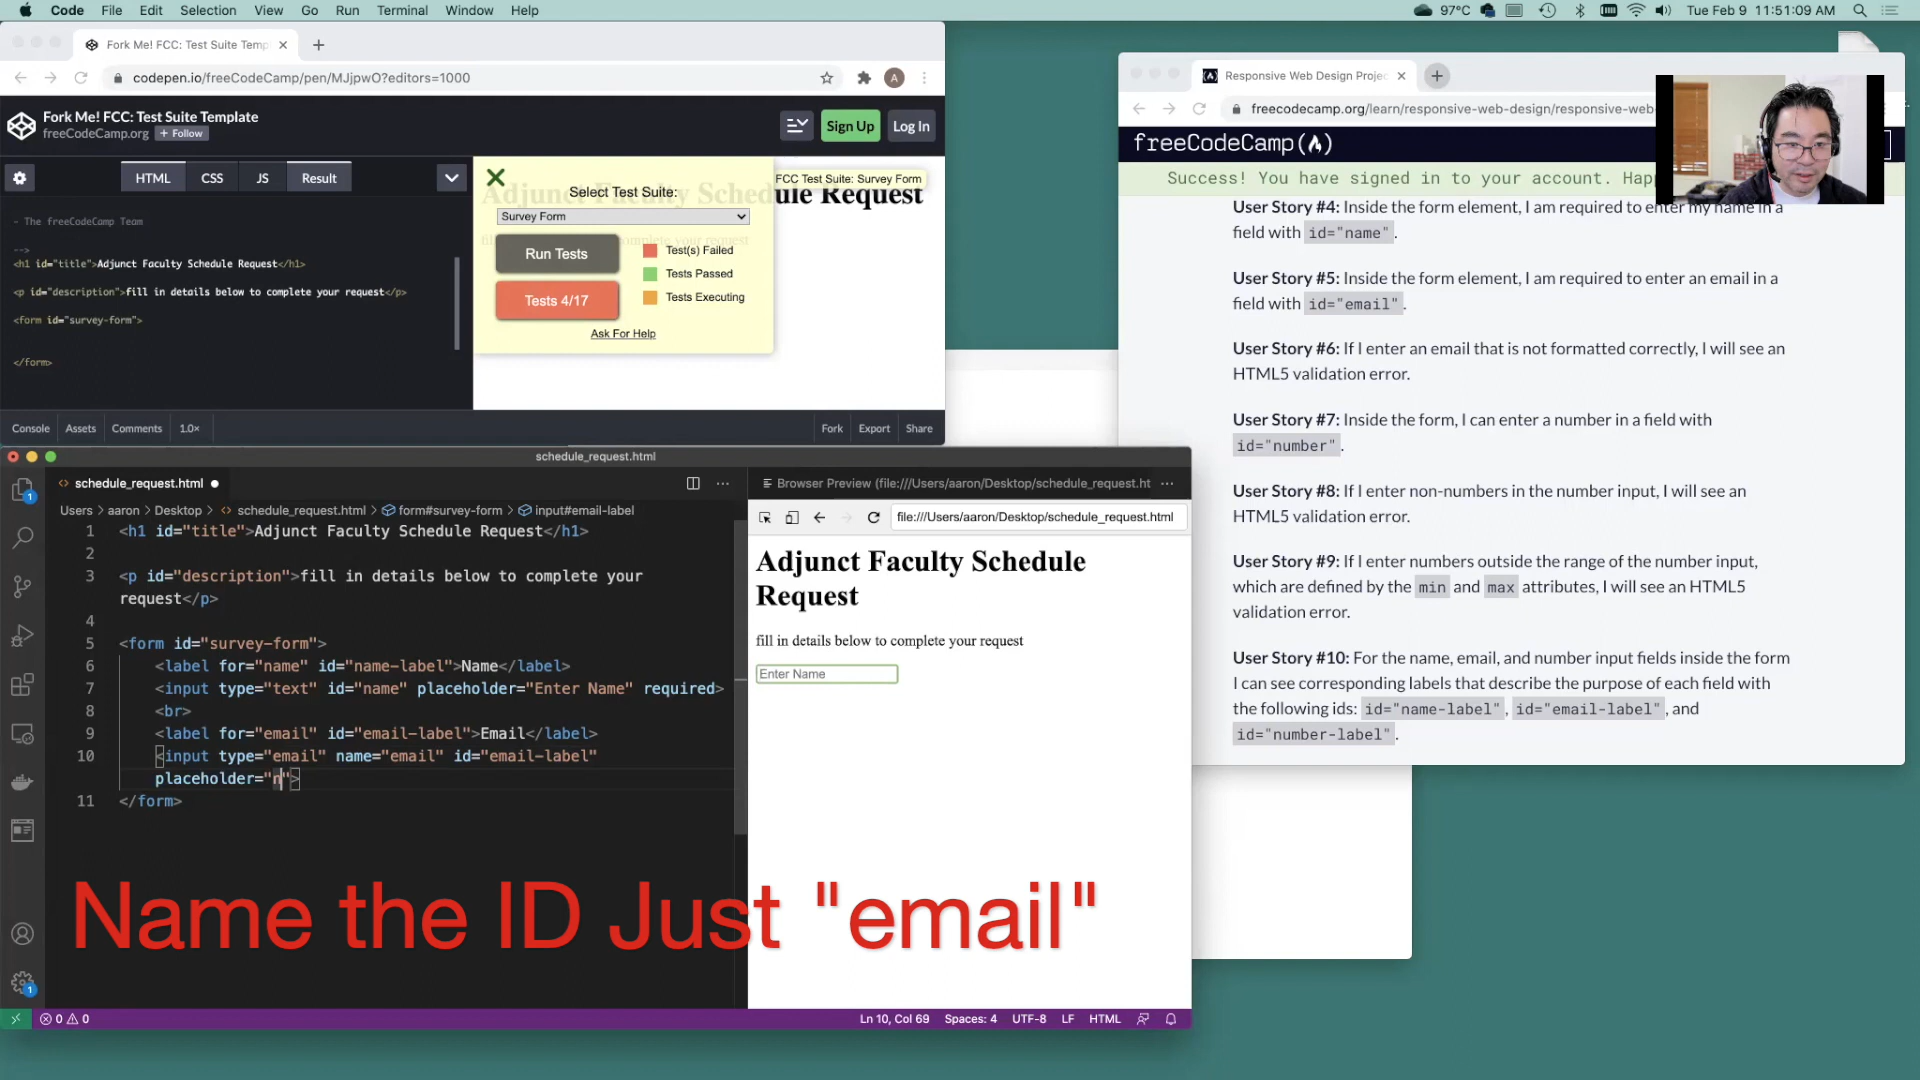 Code File Edit Selection View Go Run Terminal Window Help
97°C Tue Feb 9 11:51:09 AM
Fork Me! FCC: Test Suite Temp
codepen.io/freeCodeCamp/pen/MJjpwO?editors=1000
A
Fork Me! FCC: Test Suite Template
freeCodeCamp.org + Follow
Sign Up Log In
HTML CSS JS Result
- The freeCodeCamp Team
-->
<h1 id="title">Adjunct Faculty Schedule Request</h1>
<p id="description">fill in details below to complete your request</p>
<form id="survey-form">
</form>
FCC Test Suite: Survey Form
Adjunct Faculty Schedule Request
Select Test Suite:
Survey Form
fill in details below to complete your request
Run Tests
Tests 4/17
Test(s) Failed
Tests Passed
Tests Executing
Ask For Help
Console Assets Comments 1.0× Fork Export Share
Responsive Web Design Projec
freecodecamp.org/learn/responsive-web-design/responsive-web-
freeCodeCamp
Success! You have signed in to your account. Hap
User Story #4: Inside the form element, I am required to enter my name in a
field with id="name".
User Story #5: Inside the form element, I am required to enter an email in a
field with id="email".
User Story #6: If I enter an email that is not formatted correctly, I will see an
HTML5 validation error.
User Story #7: Inside the form, I can enter a number in a field with
id="number".
User Story #8: If I enter non-numbers in the number input, I will see an
HTML5 validation error.
User Story #9: If I enter numbers outside the range of the number input,
which are defined by the min and max attributes, I will see an HTML5
validation error.
User Story #10: For the name, email, and number input fields inside the form
I can see corresponding labels that describe the purpose of each field with
the following ids: id="name-label", id="email-label", and
id="number-label".
schedule_request.html
schedule_request.html
Users > aaron > Desktop > schedule_request.html > form#survey-form > input#email-label
1 <h1 id="title">Adjunct Faculty Schedule Request</h1>
2
3 <p id="description">fill in details below to complete your
request</p>
4
5 <form id="survey-form">
6 <label for="name" id="name-label">Name</label>
7 <input type="text" id="name" placeholder="Enter Name" required>
8 <br>
9 <label for="email" id="email-label">Email</label>
10 <input type="email" name="email" id="email-label"
placeholder="n">
11 </form>
1
1
Browser Preview (file:///Users/aaron/Desktop/schedule_request.ht
file:///Users/aaron/Desktop/schedule_request.html
Adjunct Faculty Schedule
Request
fill in details below to complete your request
Enter Name
Name the ID Just "email"
0 0 Ln 10, Col 69 Spaces: 4 UTF-8 LF HTML